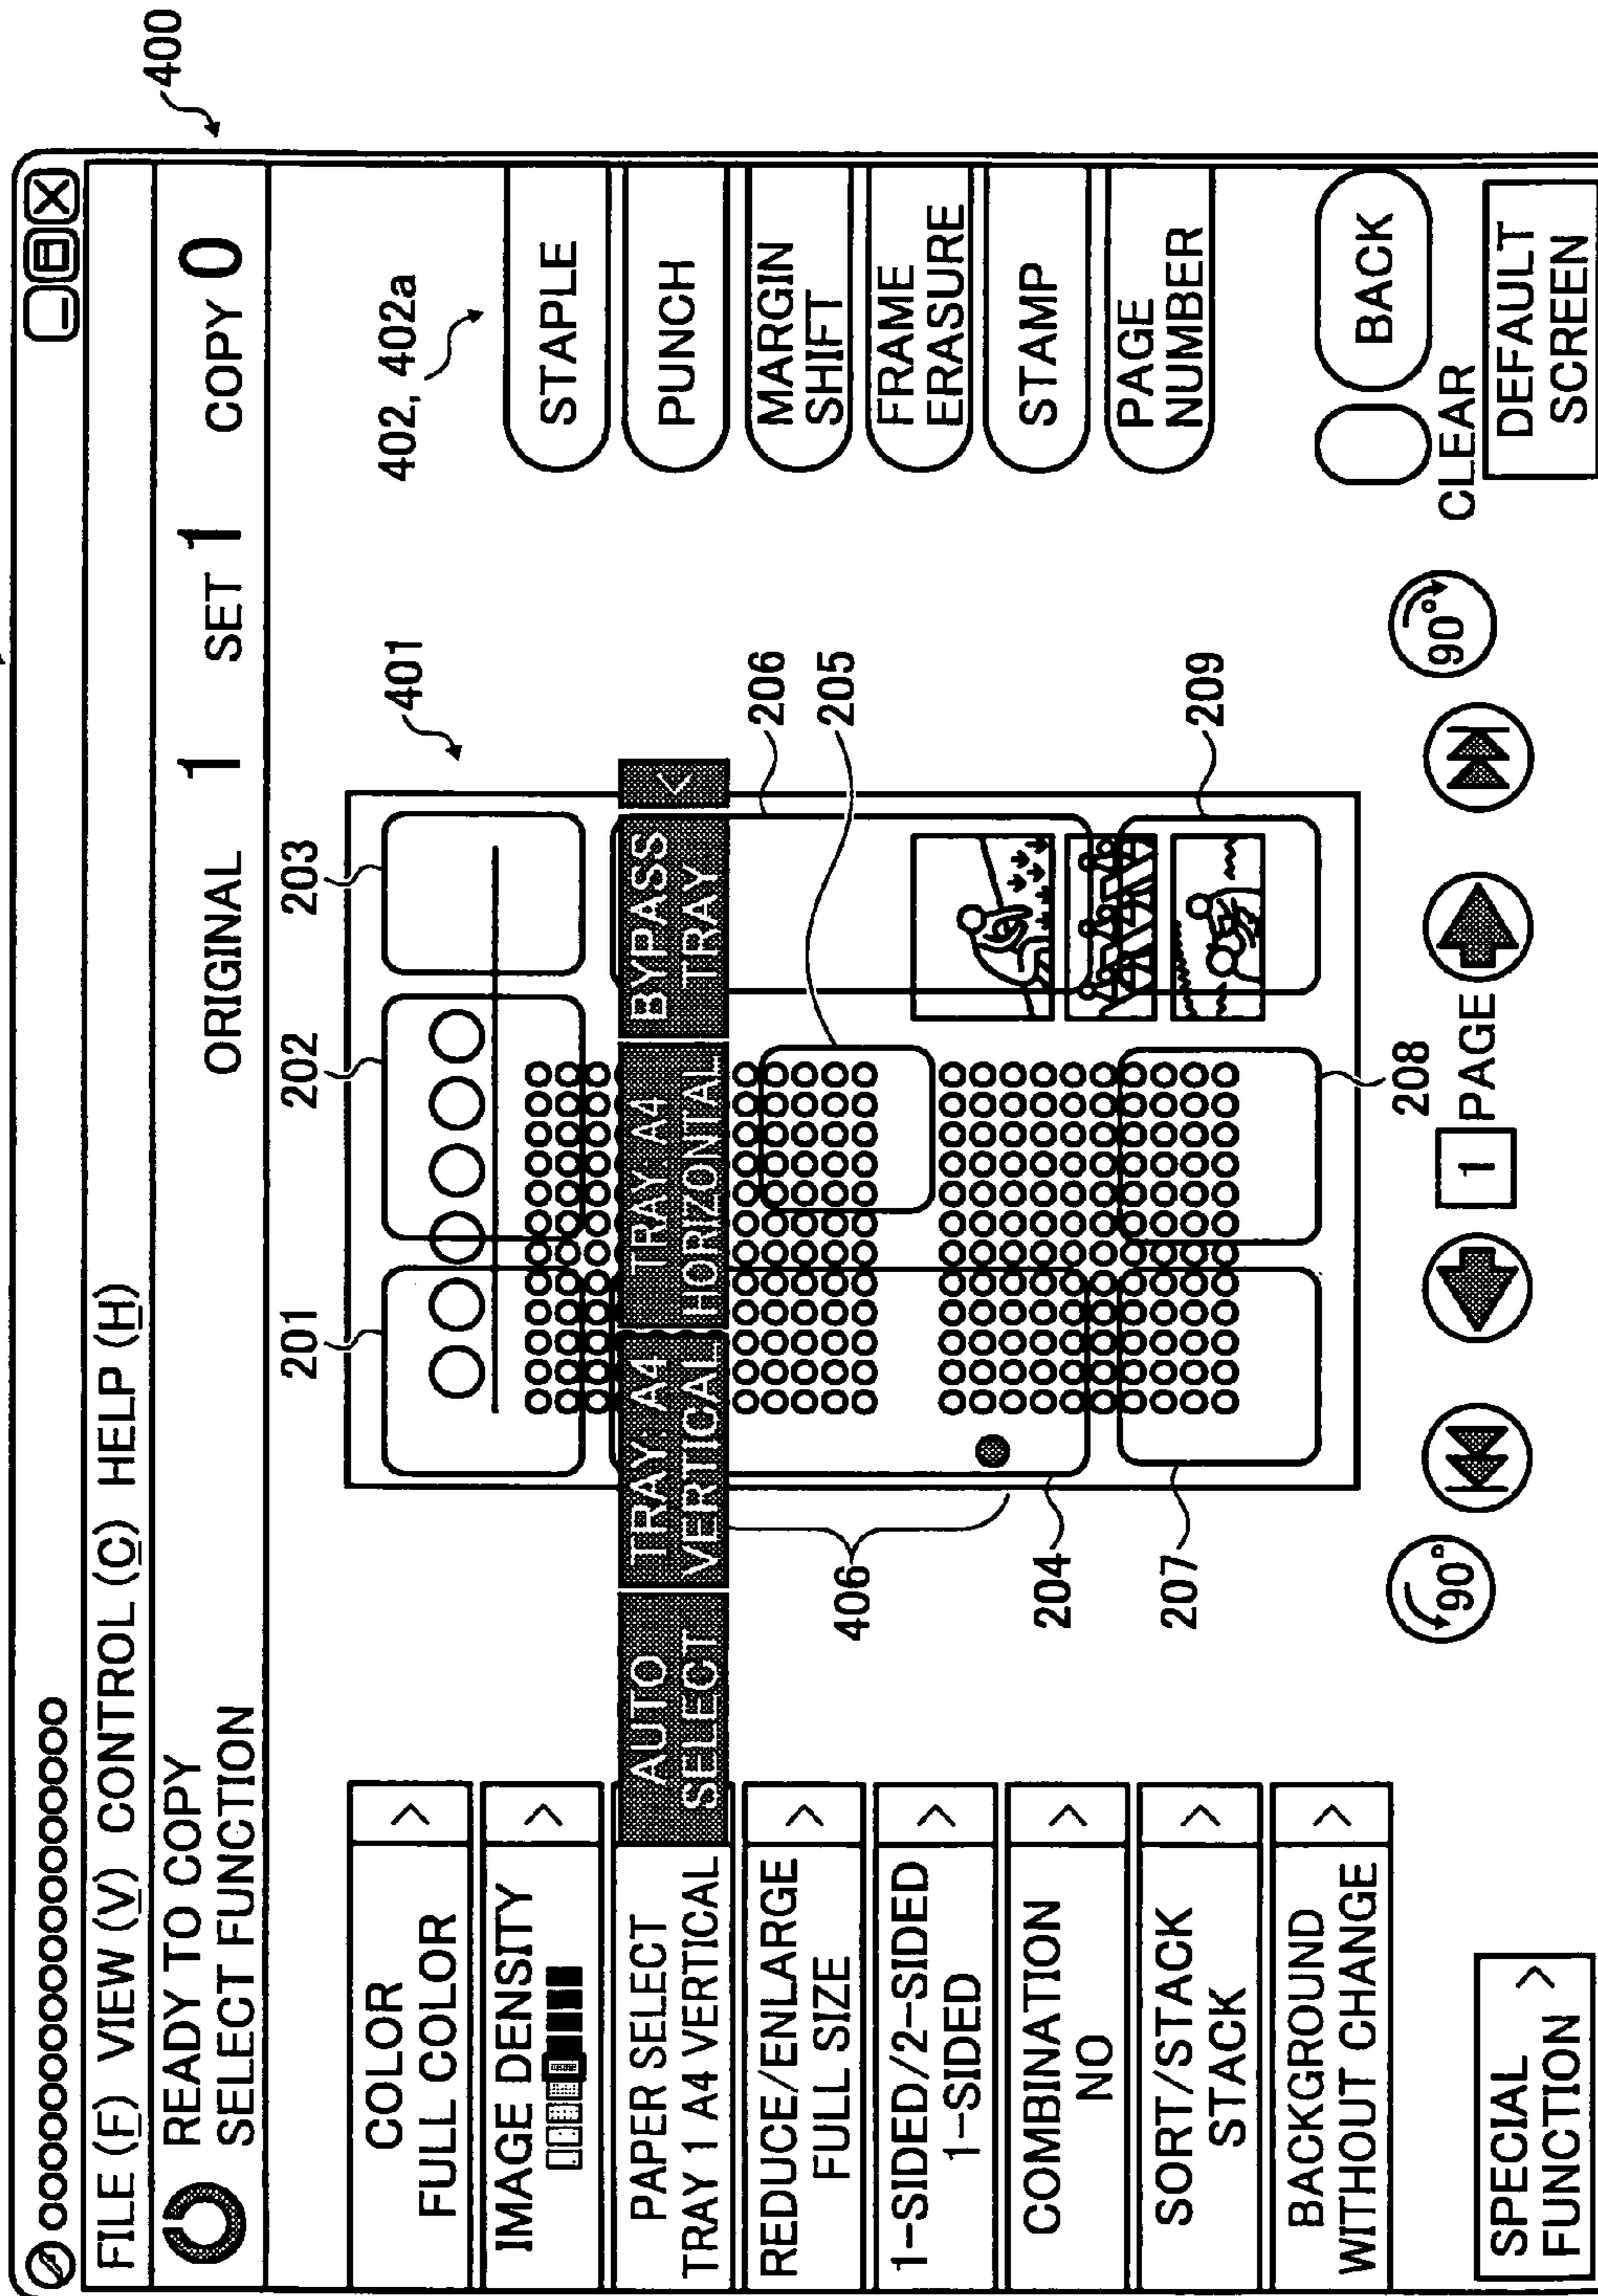 400
FILE (F) VIEW (V) CONTROL (C) HELP (H)
READY TO COPY
SELECT FUNCTION
ORIGINAL 1 SET 1 COPY 0
COLOR
FULL COLOR
>
IMAGE DENSITY
>
PAPER SELECT
TRAY 1 A4 VERTICAL
AUTO
SELECT
TRAY: A4
VERTICAL
TRAY: A4
HORIZONTAL
BYPASS
TRAY
<
REDUCE/ENLARGE
FULL SIZE
>
1-SIDED/2-SIDED
1-SIDED
>
COMBINATION
NO
>
SORT/STACK
STACK
>
BACKGROUND
WITHOUT CHANGE
>
SPECIAL
FUNCTION >
201
202
203
401
206
205
209
406
204
207
208
90°
1 PAGE
90°
402, 402a
STAPLE
PUNCH
MARGIN
SHIFT
FRAME
ERASURE
STAMP
PAGE
NUMBER
BACK
CLEAR
DEFAULT
SCREEN